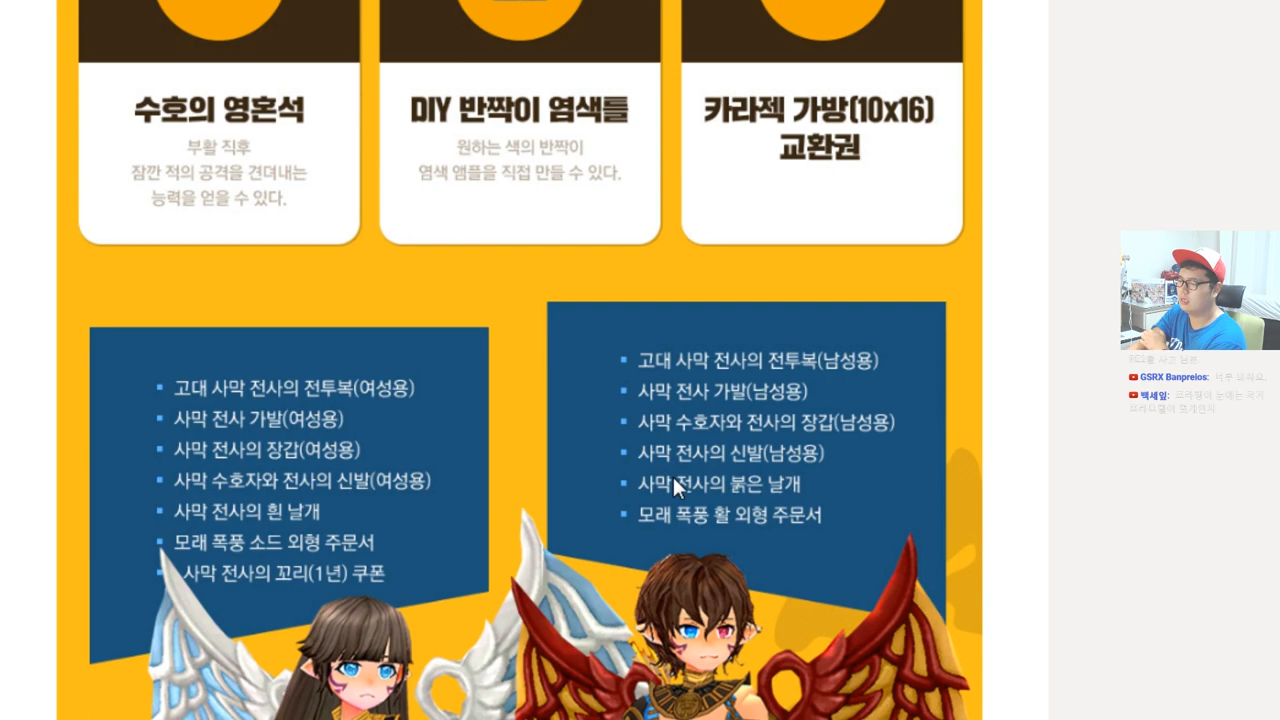 수호의 영혼석
부활 직후
잠깐 적의 공격을 견뎌내는
능력을 얻을 수 있다.
DIY 반짝이 염색틀
원하는 색의 반짝이
염색 앰플을 직접 만들 수 있다.
카라젝 가방(10x16)
교환권
고대 사막 전사의 전투복(여성용)
사막 전사 가발(여성용)
사막 전사의 장갑(여성용)
사막 수호자와 전사의 신발(여성용)
사막 전사의 흰 날개
모래 폭풍 소드 외형 주문서
사막 전사의 꼬리(1년) 쿠폰
고대 사막 전사의 전투복(남성용)
사막 전사 가발(남성용)
사막 수호자와 전사의 장갑(남성용)
사막 전사의 신발(남성용)
사막 전사의 붉은 날개
모래 폭풍 활 외형 주문서
GSRX Banprelos: 너무
백세잎: